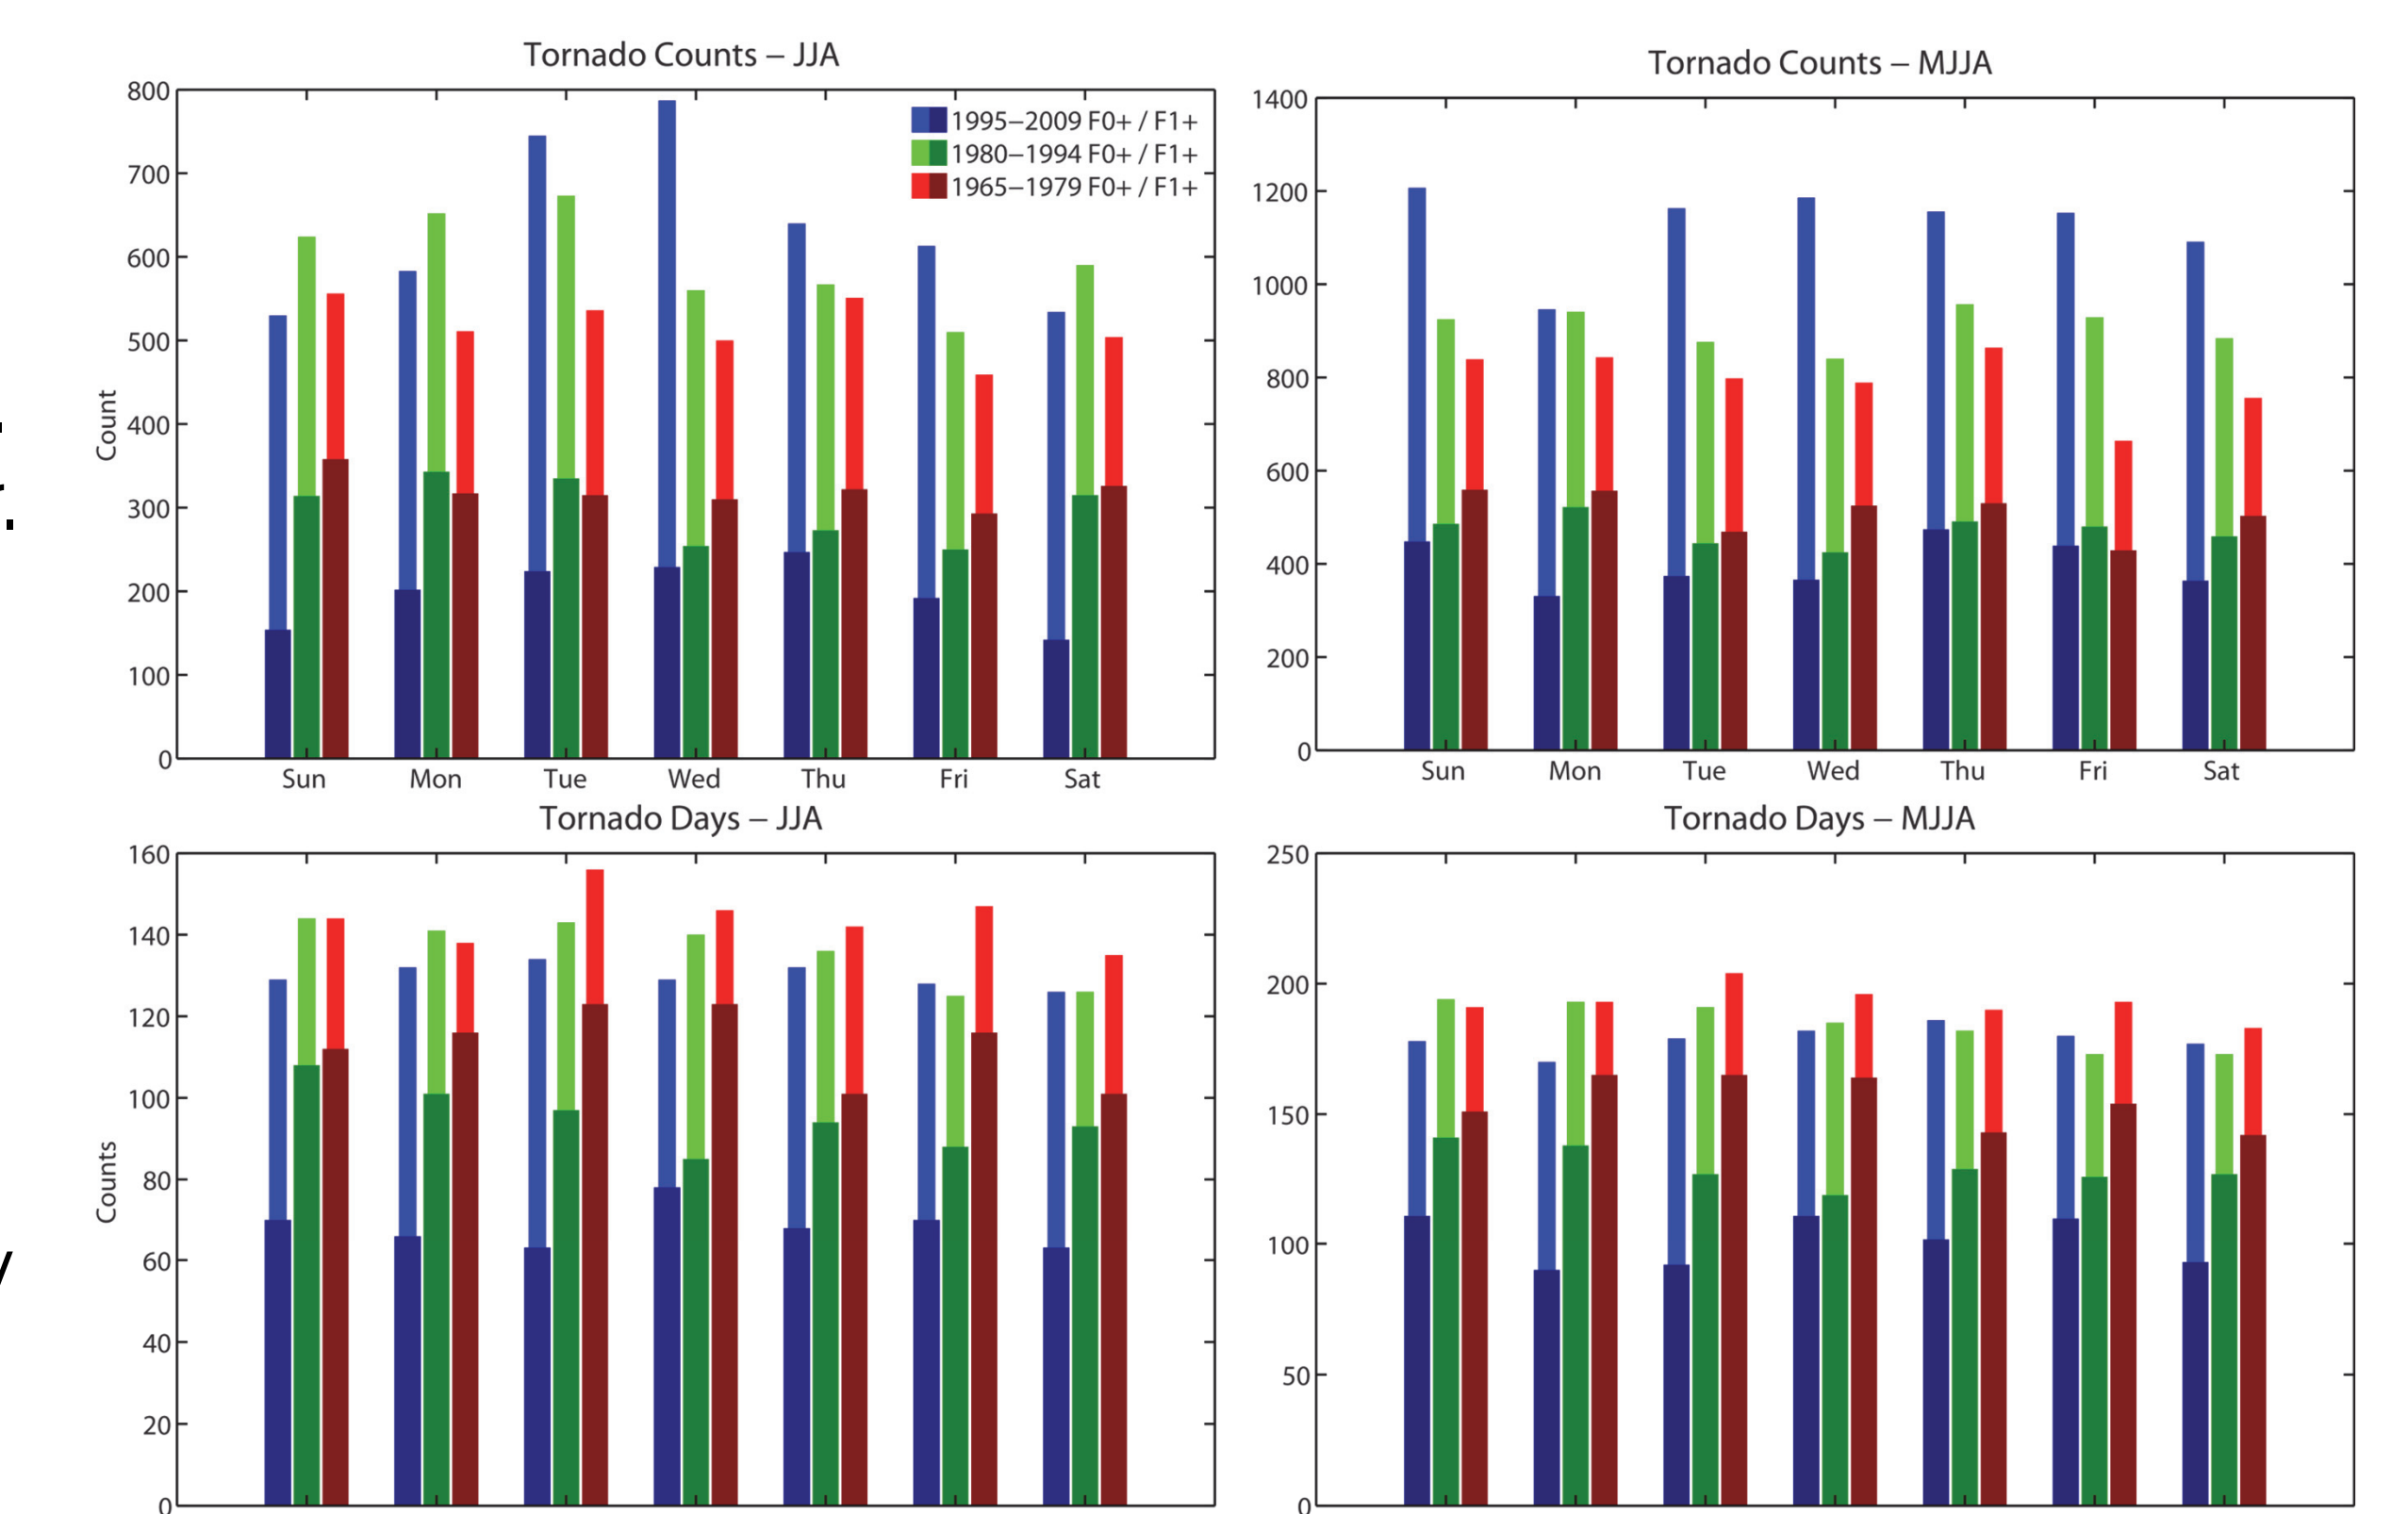 Tornado Counts – JJA
800
700
600
500
400
300
200
100
0
Count
1995–2009 F0+ / F1+
1980–1994 F0+ / F1+
1965–1979 F0+ / F1+
Sun Mon Tue Wed Thu Fri Sat
Tornado Counts – MJJA
1400
1200
1000
800
600
400
200
0
Sun Mon Tue Wed Thu Fri Sat
Tornado Days – JJA
160
140
120
100
80
60
40
20
0
Counts
Tornado Days – MJJA
250
200
150
100
50
0